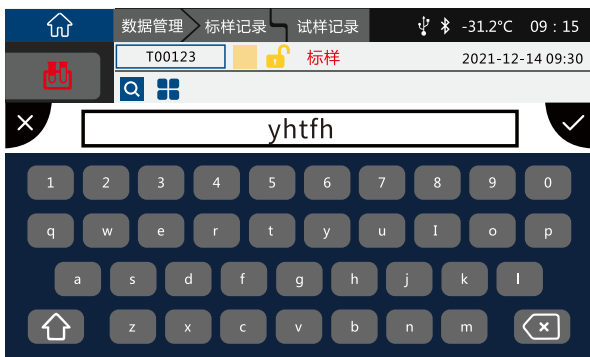 数据管理 标样记录 试样记录 -31.2°C 09:15
T00123 标样 2021-12-14 09:30
yhtfh
1 2 3 4 5 6 7 8 9 0
q w e r t y u I o p
a s d f g h j k l
z x c v b n m